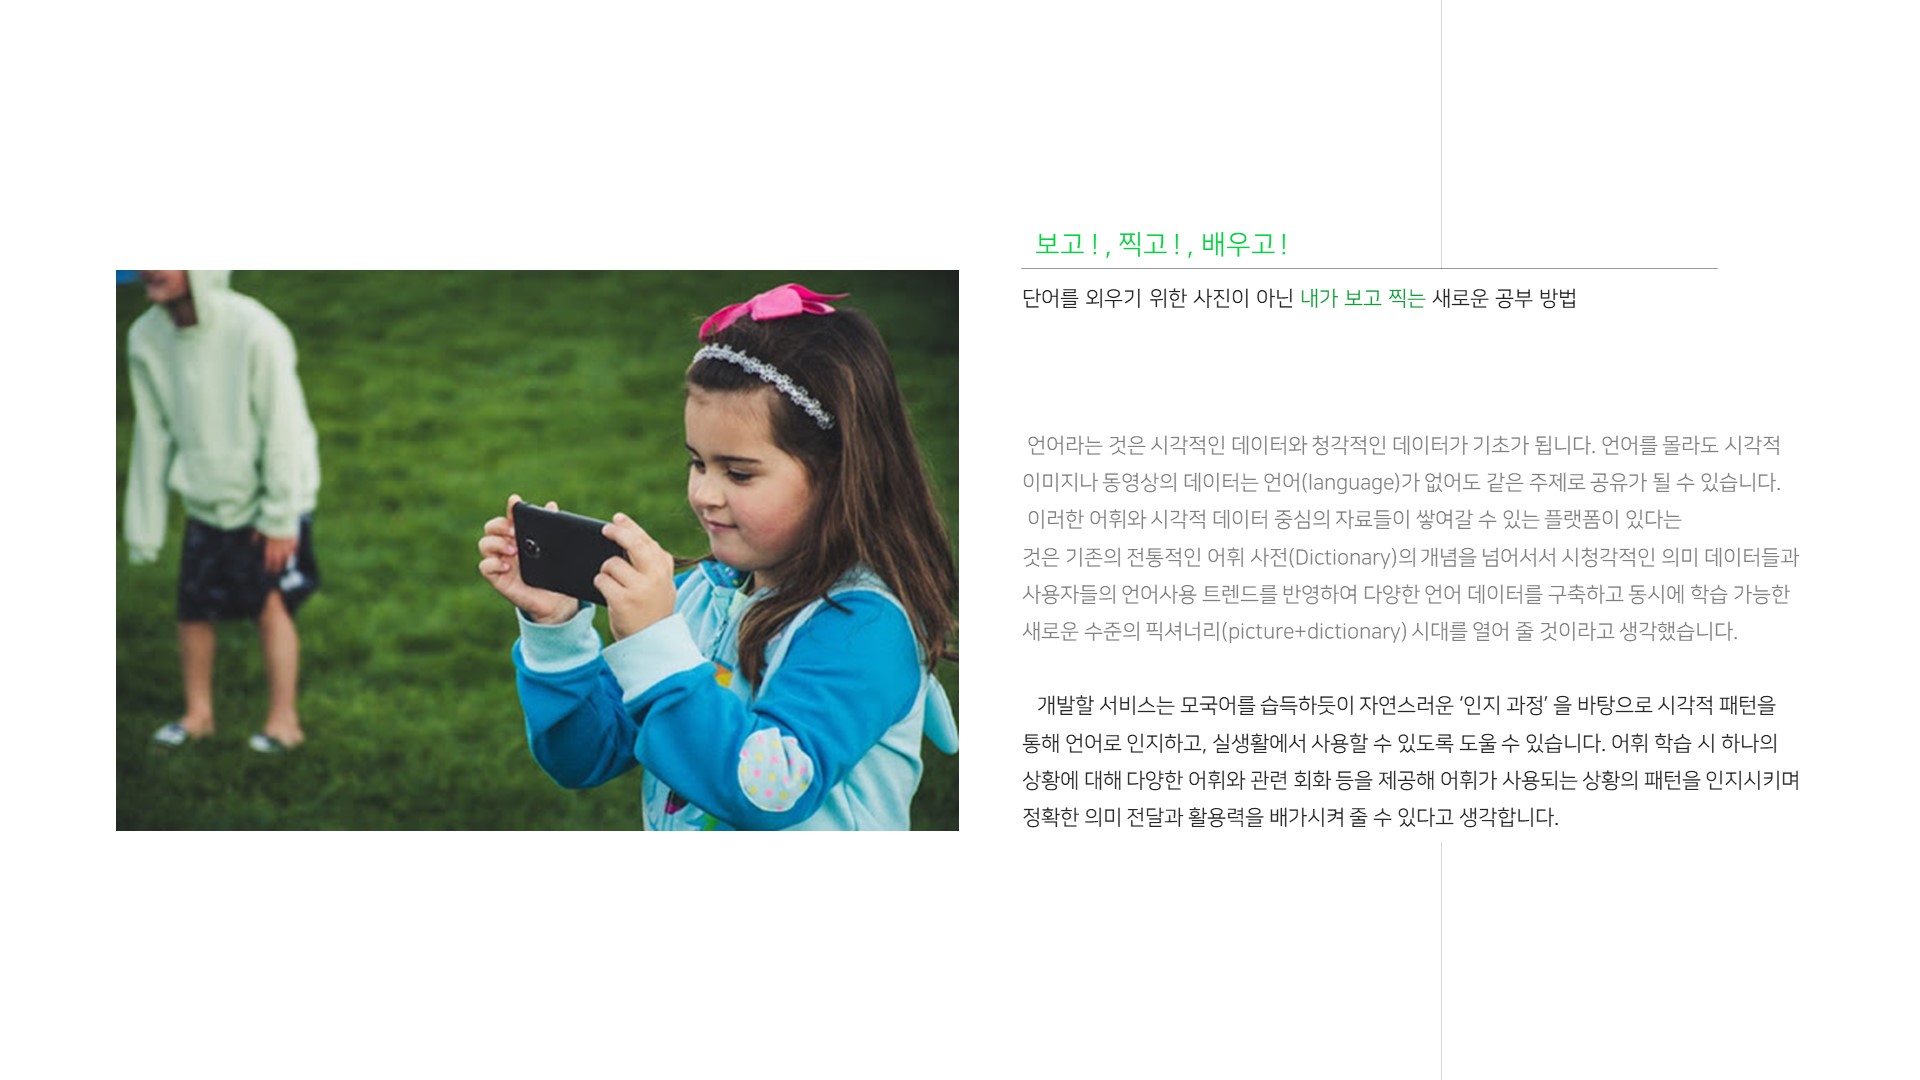 보고 ! , 찍고 ! , 배우고 !
단어를 외우기 위한 사진이 아닌 내가 보고 찍는 새로운 공부 방법
언어라는 것은 시각적인 데이터와 청각적인 데이터가 기초가 됩니다. 언어를 몰라도 시각적
이미지나 동영상의 데이터는 언어(language)가 없어도 같은 주제로 공유가 될 수 있습니다.
이러한 어휘와 시각적 데이터 중심의 자료들이 쌓여갈 수 있는 플랫폼이 있다는
것은 기존의 전통적인 어휘 사전(Dictionary)의 개념을 넘어서서 시청각적인 의미 데이터들과
사용자들의 언어사용 트렌드를 반영하여 다양한 언어 데이터를 구축하고 동시에 학습 가능한
새로운 수준의 픽셔너리(picture+dictionary) 시대를 열어 줄 것이라고 생각했습니다.
개발할 서비스는 모국어를 습득하듯이 자연스러운 ‘인지 과정’ 을 바탕으로 시각적 패턴을
통해 언어로 인지하고, 실생활에서 사용할 수 있도록 도울 수 있습니다. 어휘 학습 시 하나의
상황에 대해 다양한 어휘와 관련 회화 등을 제공해 어휘가 사용되는 상황의 패턴을 인지시키며
정확한 의미 전달과 활용력을 배가시켜 줄 수 있다고 생각합니다.